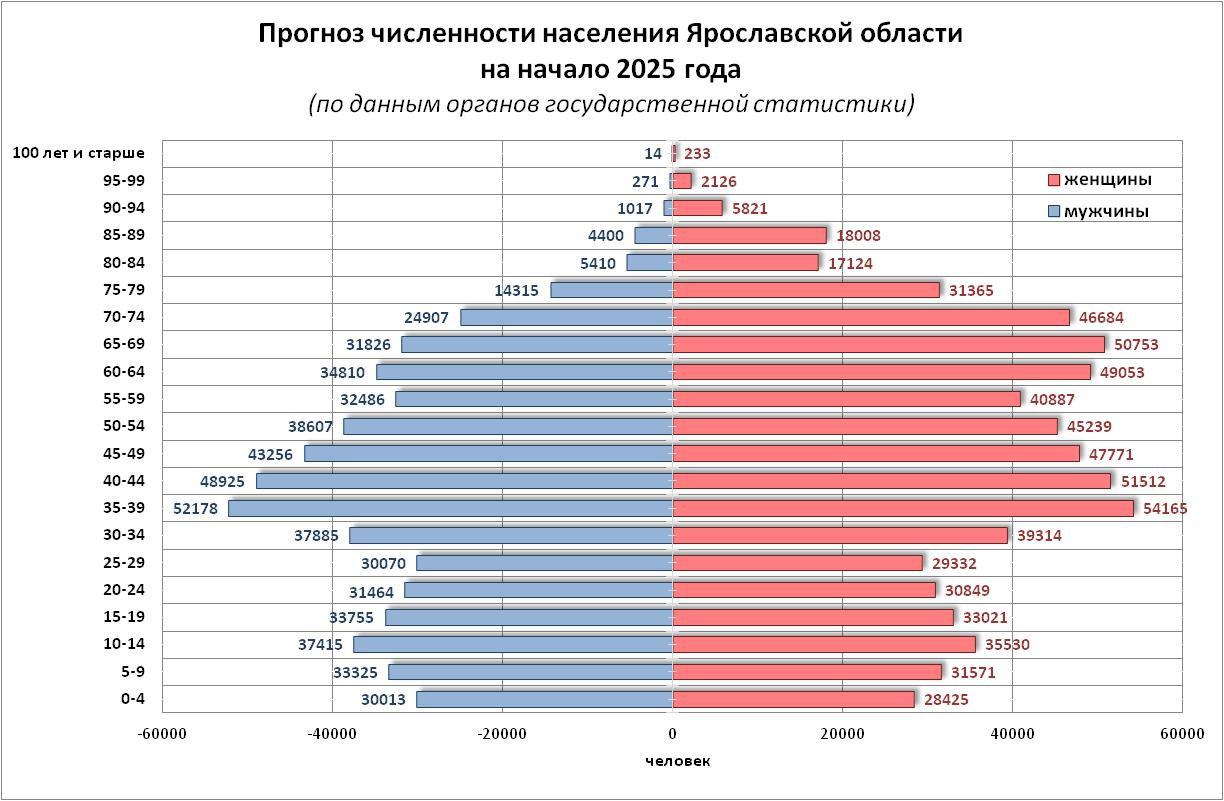 Прогноз численности населения Ярославской области
на начало 2025 года
(по данным органов государственной статистики)
100 лет и старше 14 233
95-99 271 2126
женщины
90-94 1017 5821
мужчины
85-89 4400 18008
80-84 5410 17124
75-79 14315 31365
70-74 24907 46684
65-69 31826 50753
60-64 34810 49053
55-59 32486 40887
50-54 38607 45239
45-49 43256 47771
40-44 48925 51512
35-39 52178 54165
30-34 37885 39314
25-29 30070 29332
20-24 31464 30849
15-19 33755 33021
10-14 37415 35530
5-9 33325 31571
0-4 30013 28425
-60000 -40000 -20000 0 20000 40000 60000
человек